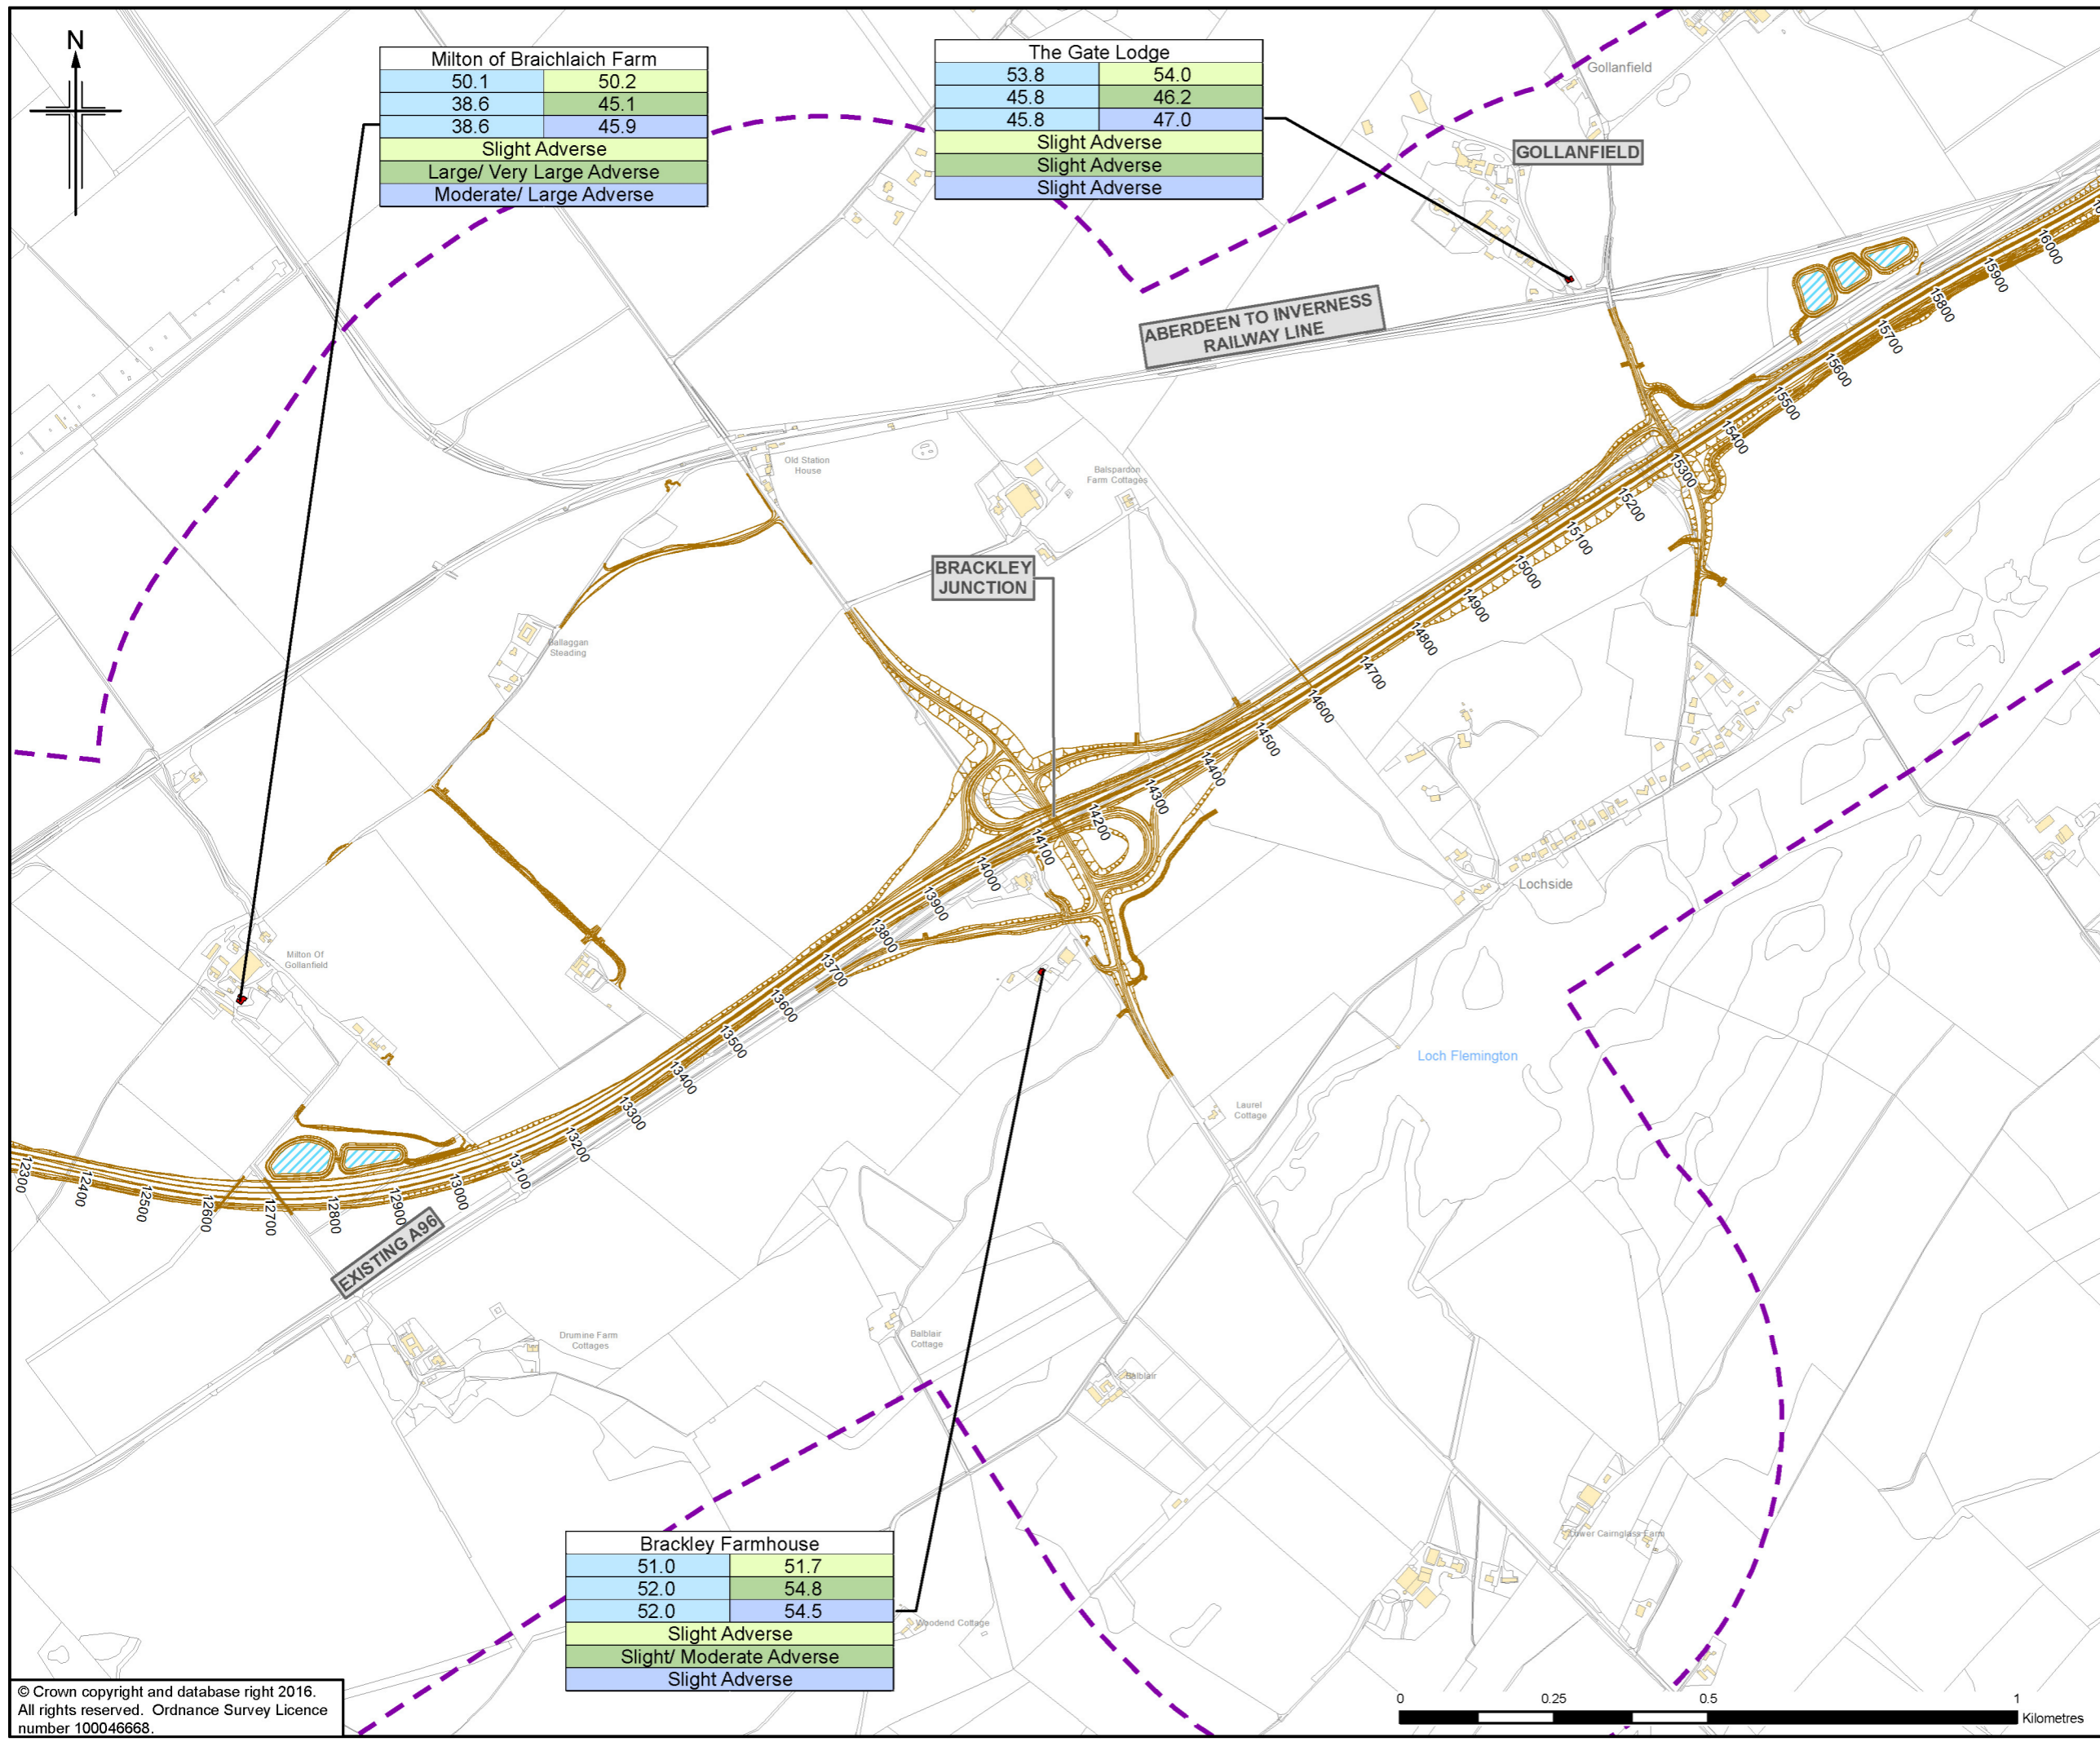 N
Milton of Braichlaich Farm
50.1 50.2
38.6 45.1
38.6 45.9
Slight Adverse
Large/ Very Large Adverse
Moderate/ Large Adverse
The Gate Lodge
53.8 54.0
45.8 46.2
45.8 47.0
Slight Adverse
Slight Adverse
Slight Adverse
Gollanfield
GOLLANFIELD
ABERDEEN TO INVERNESS
RAILWAY LINE
16000
15900
15800
15700
15600
15500
15400
15300
15200
15100
15000
14900
14800
14700
14600
14500
14400
14300
14200
14100
14000
13900
13800
13700
13600
13500
13400
13300
13200
13100
13000
12900
12800
12700
12600
12500
12400
12300
Old Station
House
Balspardon
Farm Cottages
BRACKLEY
JUNCTION
Ballaggan
Steading
Lochside
Milton Of
Gollanfield
Loch Flemington
Laurel
Cottage
EXISTING A96
Drumine Farm
Cottages
Balblair
Cottage
Balblair
Lower Cairnglass Farm
Woodend Cottage
Brackley Farmhouse
51.0 51.7
52.0 54.8
52.0 54.5
Slight Adverse
Slight/ Moderate Adverse
Slight Adverse
© Crown copyright and database right 2016.
All rights reserved. Ordnance Survey Licence
number 100046668.
0 0.25 0.5 1
Kilometres